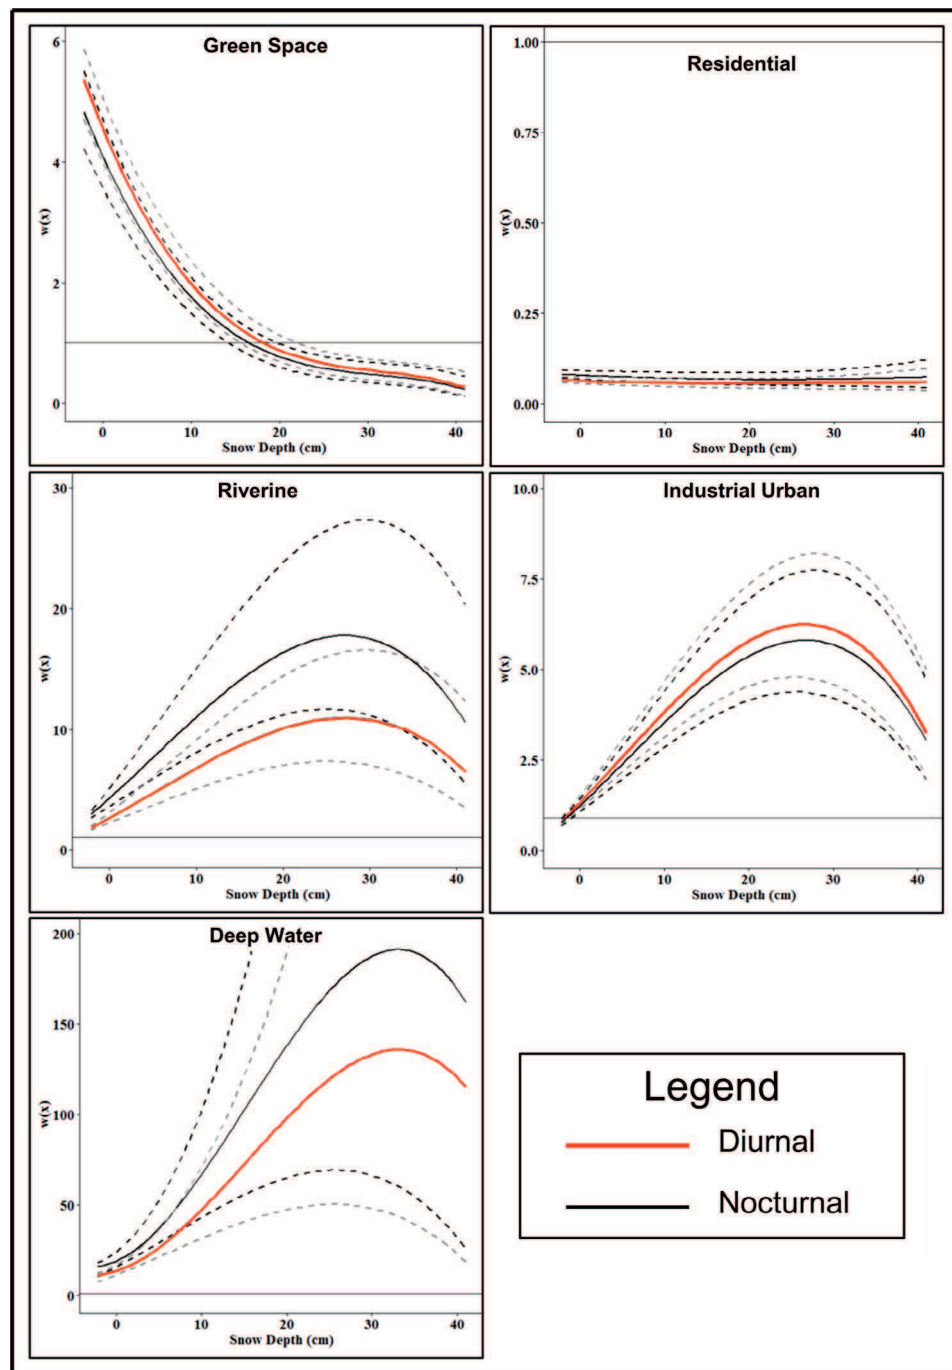 Green Space
w(x)
6
4
2
0
0 10 20 30 40
Snow Depth (cm)
Residential
w(x)
1.00
0.75
0.50
0.25
0.00
0 10 20 30 40
Snow Depth (cm)
Riverine
w(x)
30
20
10
0
0 10 20 30 40
Snow Depth (cm)
Industrial Urban
w(x)
10.0
7.5
5.0
2.5
0.0
0 10 20 30 40
Snow Depth (cm)
Deep Water
w(x)
200
150
100
50
0
0 10 20 30 40
Snow Depth (cm)
Legend
Diurnal
Nocturnal